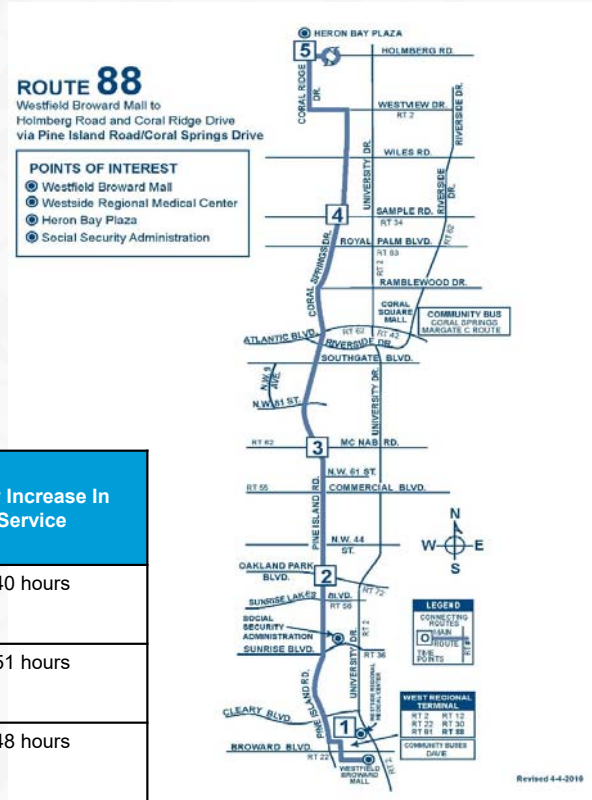 HERON BAY PLAZA
5
HOLMBERG RD.
CORAL RIDGE
DR.
ROUTE 88
Westfield Broward Mall to
Holmberg Road and Coral Ridge Drive
via Pine Island Road/Coral Springs Drive
WESTVIEW DR.
RT 2
RIVERSIDE DR.
WILES RD.
UNIVERSITY DR.
RIVERSIDE
DR.
POINTS OF INTEREST
Westfield Broward Mall
Westside Regional Medical Center
Heron Bay Plaza
Social Security Administration
4
SAMPLE RD.
RT 34
ROYAL PALM BLVD.
RT 83
RT 62
RT 2
CORAL SPRINGS DR.
RAMBLEWOOD DR.
CORAL
SQUARE
MALL
COMMUNITY BUS
CORAL SPRINGS
MARGATE C ROUTE
ATLANTIC BLVD.
RT 62
RT 42
RIVERSIDE DR.
SOUTHGATE BLVD.
N.W. 9
AVE.
N.W. 81 ST.
UNIVERSITY DR.
RT 62
3
MC NAB RD.
N.W. 61 ST.
RT 55
COMMERCIAL BLVD.
PINE ISLAND RD.
N.W. 44
ST.
N
W
E
S
OAKLAND PARK
BLVD.
2
RT 72
SUNRISE LAKES BLVD.
RT 56
SOCIAL
SECURITY
ADMINISTRATION
RT 2
SUNRISE BLVD.
RT 36
LEGEND
CONNECTING
ROUTES
MAIN
ROUTE
TIME
POINTS
RT#
UNIVERSITY DR.
PINE ISLAND RD.
WESTSIDE REGIONAL
MEDICAL CENTER
CLEARY BLVD.
1
WEST REGIONAL
TERMINAL
RT 2 RT 12
RT 22 RT 30
RT 81 RT 88
COMMUNITY BUSES
DAVIE
BROWARD BLVD.
RT 22
RT 2
WESTFIELD
BROWARD
MALL
Revised 4-4-2010
Increase In
Service
40 hours
51 hours
48 hours